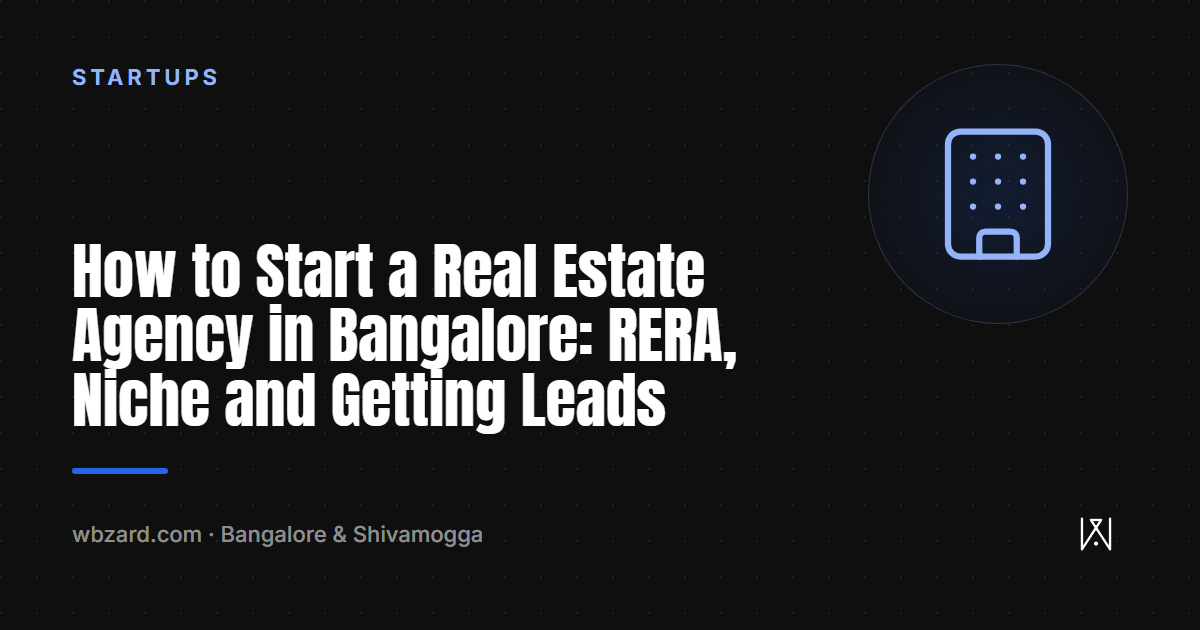 STARTUPS
How to Start a Real Estate
Agency in Bangalore: RERA,
Niche and Getting Leads
wbzard.com · Bangalore & Shivamogga